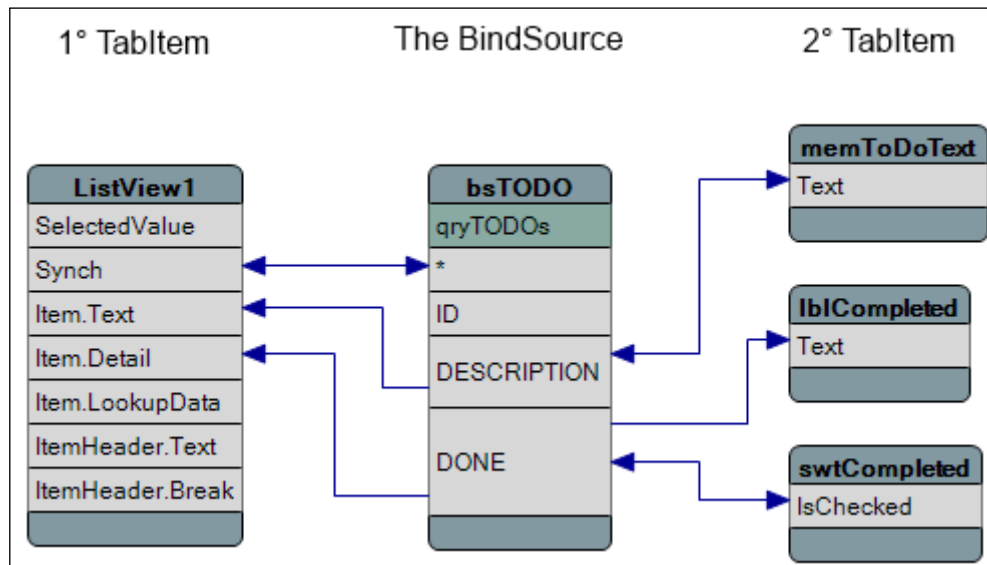 1° TabItem
The BindSource
2° TabItem
ListView1
SelectedValue
Synch
Item.Text
Item.Detail
Item.LookupData
ItemHeader.Text
ItemHeader.Break
bsTODO
qryTODOs
*
ID
DESCRIPTION
DONE
memToDoText
Text
lblCompleted
Text
swtCompleted
IsChecked